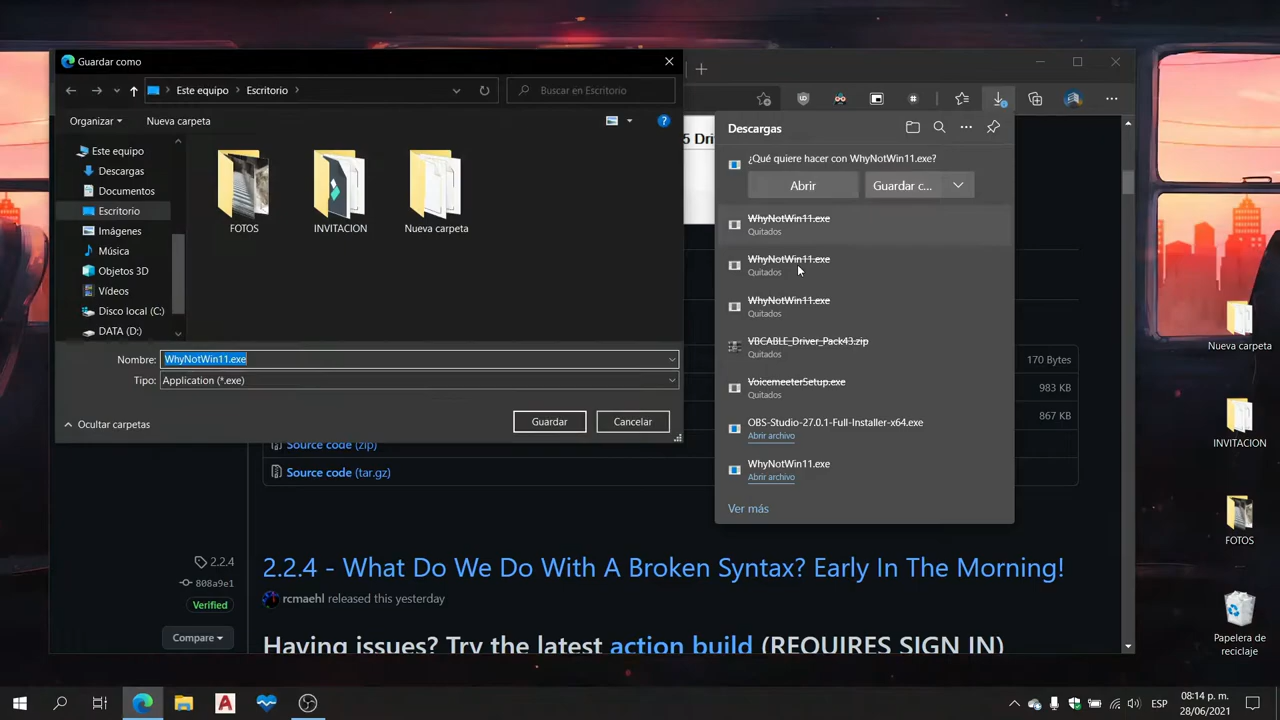 Guardar como
Este equipo
Escritorio
Buscar en Escritorio
Organizar
Nueva carpeta
Este equipo
Descargas
Documentos
Escritorio
Imágenes
Música
Objetos 3D
Vídeos
Disco local (C:)
DATA (D:)
FOTOS
INVITACION
Nueva carpeta
Nombre:
WhyNotWin11.exe
Tipo:
Application (*.exe)
Ocultar carpetas
Guardar
Cancelar
5 Dri
Descargas
¿Qué quiere hacer con WhyNotWin11.exe?
Abrir
Guardar c...
WhyNotWin11.exe
Quitados
WhyNotWin11.exe
Quitados
WhyNotWin11.exe
Quitados
VBCABLE_Driver_Pack43.zip
Quitados
VoicemeeterSetup.exe
Quitados
OBS-Studio-27.0.1-Full-Installer-x64.exe
Abrir archivo
WhyNotWin11.exe
Abrir archivo
Ver más
170 Bytes
983 KB
867 KB
Source code (zip)
Source code (tar.gz)
2.2.4
808a9e1
Verified
Compare
2.2.4 - What Do We Do With A Broken Syntax? Early In The Morning!
rcmaehl released this yesterday
Having issues? Try the latest action build (REQUIRES SIGN IN)
Nueva carpeta
INVITACION
FOTOS
Papelera de
reciclaje
ESP
08:14 p. m.
28/06/2021